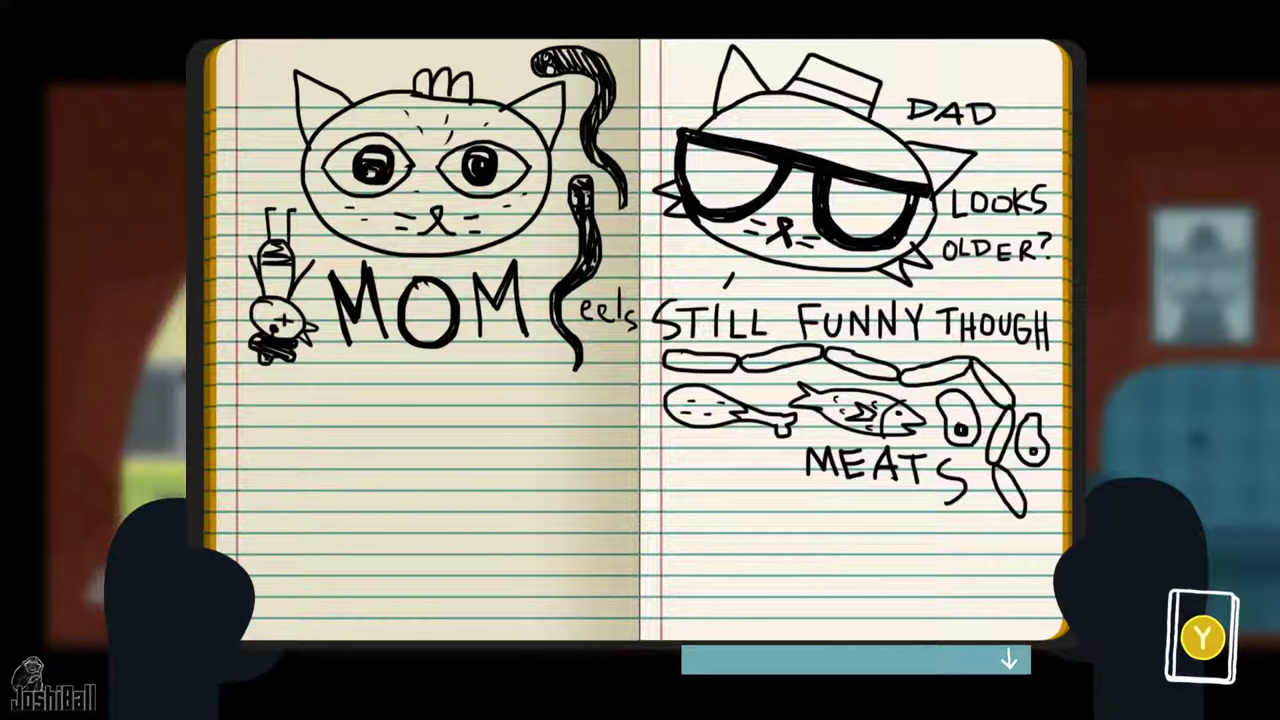 MOM
eels
DAD
LOOKS
OLDER?
STILL FUNNY THOUGH
MEATS
Y
JoshiBall